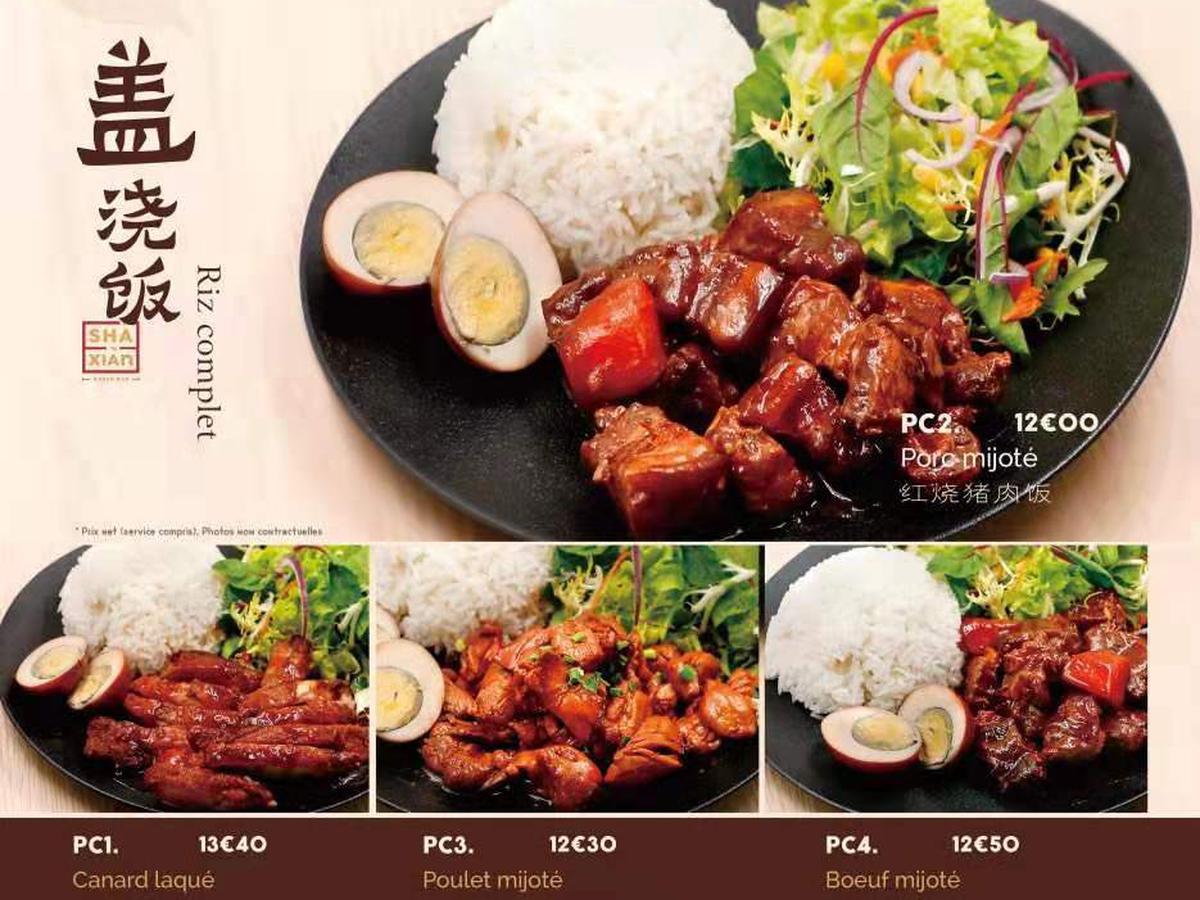 盖浇饭
Riz complet
SHA
XIAN
PC2. 12€00
Porc mijoté
红烧猪肉饭
* Prix net (service compris), Photos non contractuelles
PC1. 13€40
Canard laqué
PC3. 12€30
Poulet mijoté
PC4. 12€50
Boeuf mijoté